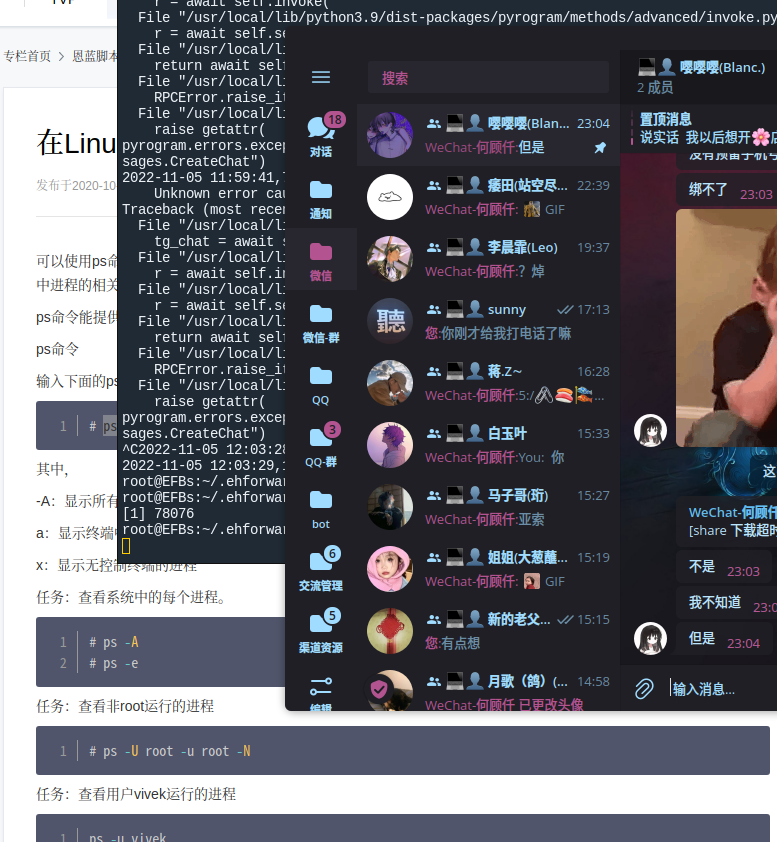 专栏首页 > 恩蓝脚本
在Linu
发布于2020-10
可以使用ps命
中进程的相关
ps命令能提供
ps命令
输入下面的ps
1 # ps
其中，
-A：显示所有
a：显示终端中
x：显示无控制终端的进程
任务：查看系统中的每个进程。
1 # ps -A
2 # ps -e
任务：查看非root运行的进程
1 # ps -U root -u root -N
任务：查看用户vivek运行的进程
1 ps -u vivek
r = await self.invoke(
File "/usr/local/lib/python3.9/dist-packages/pyrogram/methods/advanced/invoke.py
r = await self.se
File "/usr/local/li
return await self
File "/usr/local/li
RPCError.raise_it
File "/usr/local/li
raise getattr(
pyrogram.errors.excep
sages.CreateChat")
2022-11-05 11:59:41,
Unknown error cau
Traceback (most recen
File "/usr/local/li
tg_chat = await s
File "/usr/local/li
r = await self.in
File "/usr/local/li
r = await self.se
File "/usr/local/li
return await self
File "/usr/local/li
RPCError.raise_it
File "/usr/local/li
raise getattr(
pyrogram.errors.excep
sages.CreateChat")
^C2022-11-05 12:03:28
2022-11-05 12:03:29,
root@EFBs:~/.ehforwar
root@EFBs:~/.ehforwar
[1] 78076
root@EFBs:~/.ehforwar
搜索
18
对话
通知
微信
微信-群
QQ
3
QQ-群
bot
6
交流管理
5
渠道资源
编辑
嘤嘤嘤(Blan... 23:04
WeChat-何顾仟:但是
痿田(站空尽... 22:39
WeChat-何顾仟: GIF
李晨霏(Leo) 19:37
WeChat-何顾仟:？焯
聽
sunny 17:13
您:你刚才给我打电话了嘛
蒋.Z~ 16:28
WeChat-何顾仟:5:/ ...
白玉叶 15:33
WeChat-何顾仟:You: 你
马子哥(珩) 15:27
WeChat-何顾仟:亚索
姐姐(大葱蘸... 15:19
WeChat-何顾仟: GIF
新的老父... 15:15
您:有点想
月歌（鸽）(... 14:58
WeChat-何顾仟 已更改头像
嘤嘤嘤(Blanc.)
2 成员
置顶消息
说实话 我以后想开🌸店
没有预留手机号
绑不了 23:03
这
WeChat-何顾仟
[share 下载超时
不是 23:03
我不知道 23:0
但是 23:04
输入消息...